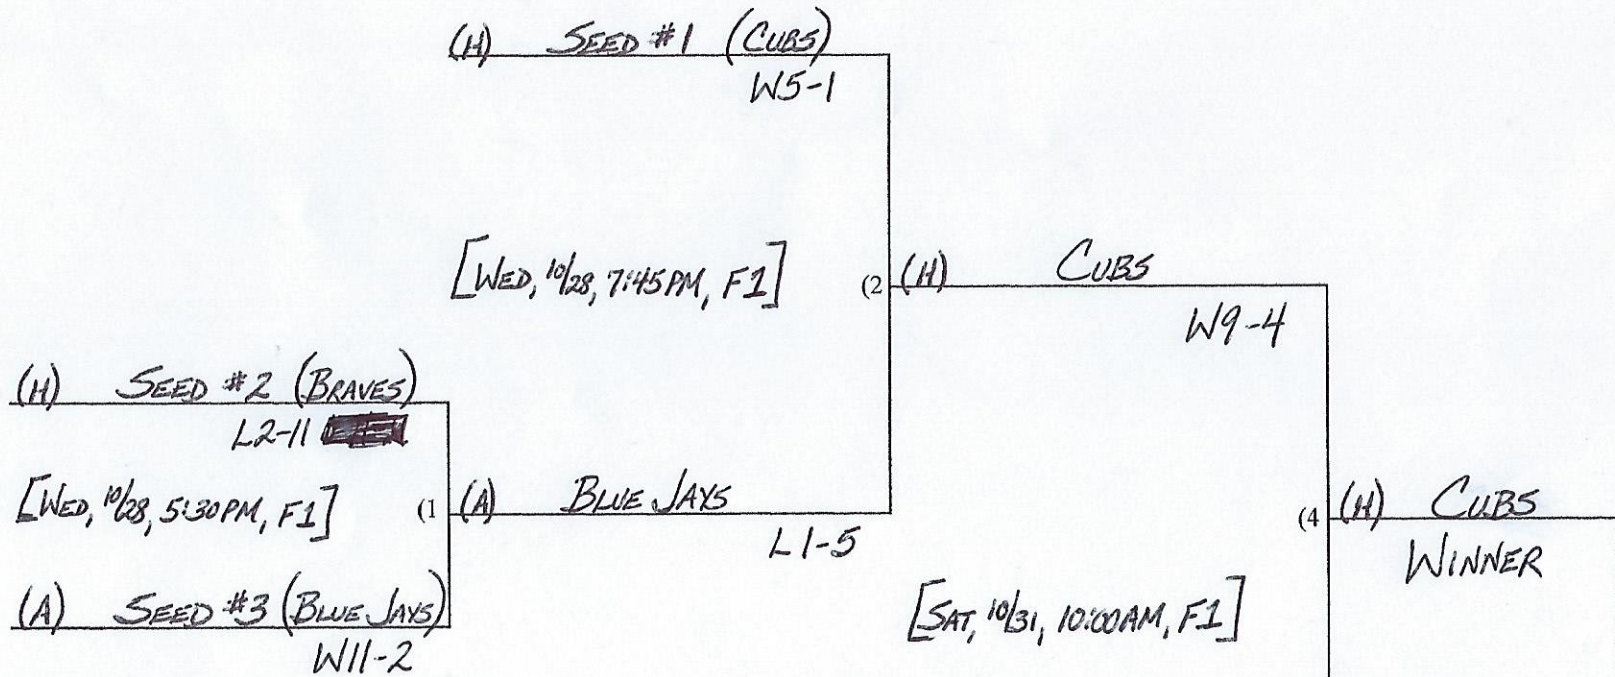 (H) SEED #1 (CUBS)
W5-1
[WED, 10/28, 7:45PM, F1]
(2
(H) CUBS
W9-4
(H) SEED #2 (BRAVES)
L2-11
[WED, 10/28, 5:30PM, F1]
(1
(A) BLUE JAYS
L1-5
(A) SEED #3 (BLUE JAYS)
W11-2
(4
(H) CUBS
WINNER
[SAT, 10/31, 10:00AM, F1]